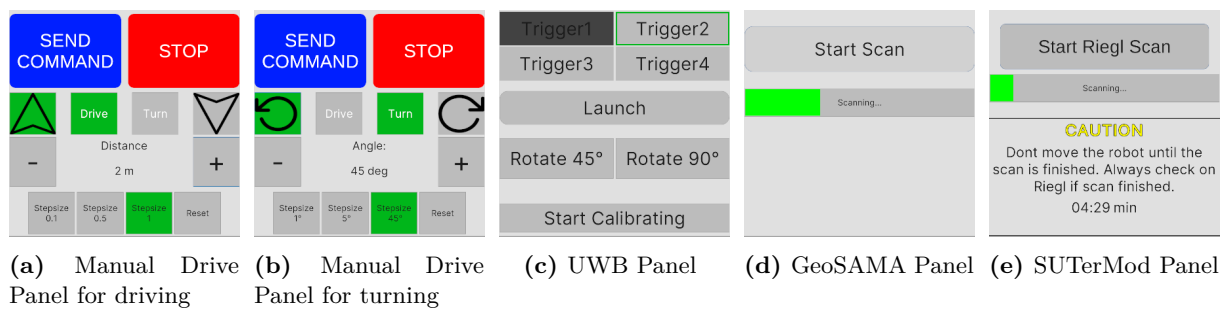 SEND
COMMAND
STOP
Drive
Turn
Distance
-
2 m
+
Stepsize
0.1
Stepsize
0.5
Stepsize
1
Reset
(a) Manual Drive
Panel for driving
SEND
COMMAND
STOP
Drive
Turn
Angle:
-
45 deg
+
Stepsize
1°
Stepsize
5°
Stepsize
45°
Reset
(b) Manual Drive
Panel for turning
Trigger1
Trigger2
Trigger3
Trigger4
Launch
Rotate 45°
Rotate 90°
Start Calibrating
(c) UWB Panel
Start Scan
Scanning...
(d) GeoSAMA Panel
Start Riegl Scan
Scanning...
CAUTION
Dont move the robot until the
scan is finished. Always check on
Riegl if scan finished.
04:29 min
(e) SUTerMod Panel